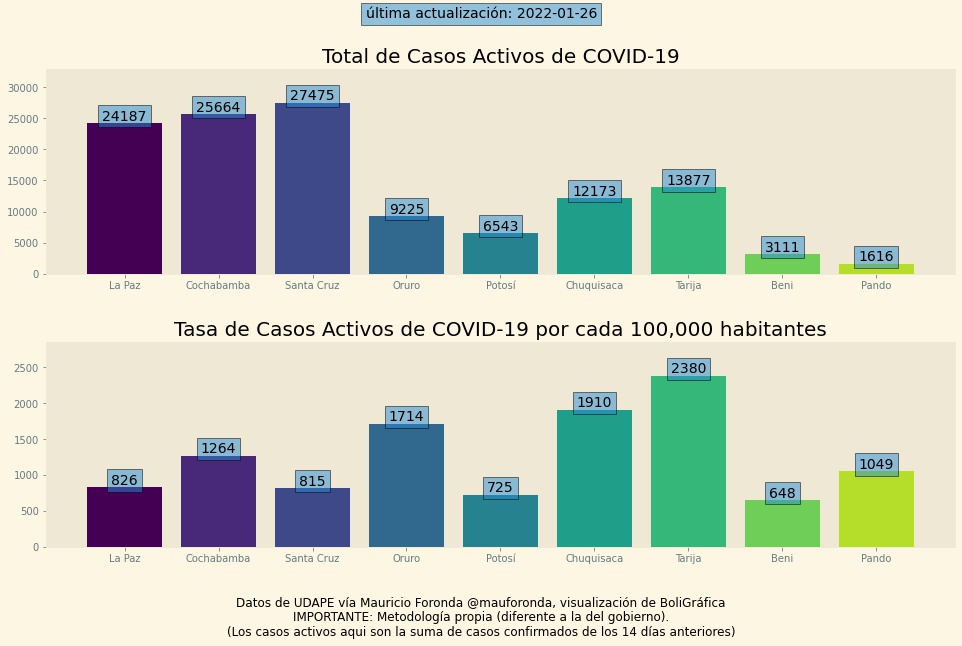 última actualización: 2022-01-26
Total de Casos Activos de COVID-19
30000
25000
20000
15000
10000
5000
0
24187
25664
27475
9225
6543
12173
13877
3111
1616
La Paz
Cochabamba
Santa Cruz
Oruro
Potosí
Chuquisaca
Tarija
Beni
Pando
Tasa de Casos Activos de COVID-19 por cada 100,000 habitantes
2500
2000
1500
1000
500
0
826
1264
815
1714
725
1910
2380
648
1049
La Paz
Cochabamba
Santa Cruz
Oruro
Potosí
Chuquisaca
Tarija
Beni
Pando
Datos de UDAPE vía Mauricio Foronda @mauforonda, visualización de BoliGráfica
IMPORTANTE: Metodología propia (diferente a la del gobierno).
(Los casos activos aqui son la suma de casos confirmados de los 14 días anteriores)